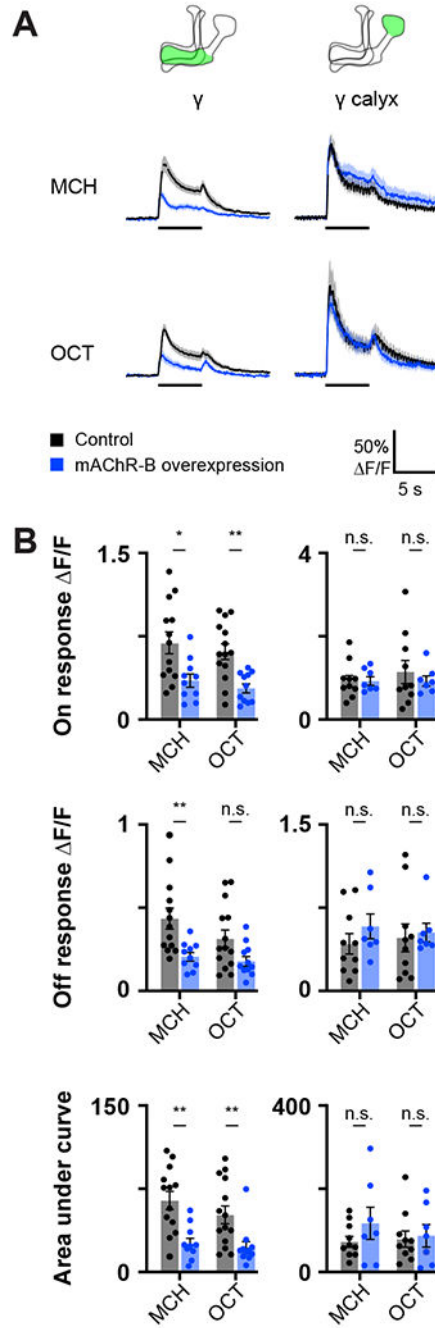 A
γ
γ calyx
MCH
OCT
Control
mAChR-B overexpression
50%
ΔF/F
5 s
B
On response ΔF/F
1.5
0
*
**
MCH
OCT
4
2
0
n.s.
n.s.
MCH
OCT
Off response ΔF/F
1
0
**
n.s.
MCH
OCT
1.5
0
n.s.
n.s.
MCH
OCT
Area under curve
150
0
**
**
MCH
OCT
400
200
0
n.s.
n.s.
MCH
OCT